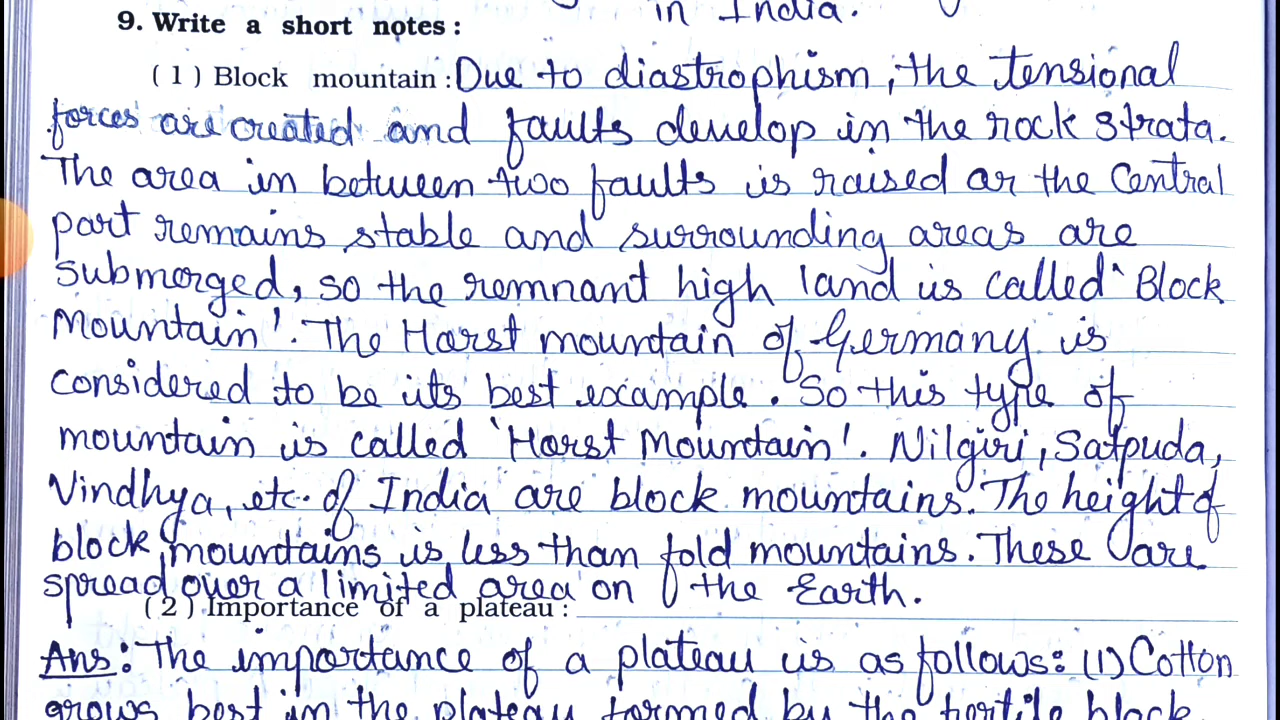 in India.
9. Write a short notes :
( 1 ) Block mountain : Due to diastrophism, the tensional
forces are created and faults develop in the rock strata.
The area in between two faults is raised or the Central
part remains stable and surrounding areas are
submerged, so the remnant high land is called 'Block
Mountain'. The Horst mountain of Germany is
considered to be its best example. So this type of
mountain is called 'Horst Mountain'. Nilgiri, Satpuda,
Vindhya, etc. of India are block mountains. The height of
block mountains is less than fold mountains. These are
spread over a limited area on the Earth.
( 2 ) Importance of a plateau :
Ans: The importance of a plateau is as follows: (1) Cotton
grows best in the plateau formed by the fertile block